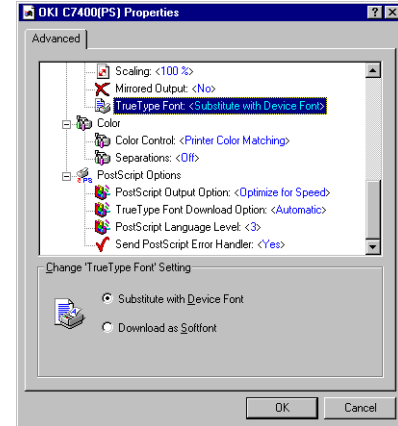 OKI C7400(PS) Properties
Advanced
Scaling: <100 %>
Mirrored Output: <No>
TrueType Font: <Substitute with Device Font>
Color
Color Control: <Printer Color Matching>
Separations: <Off>
PostScript Options
PostScript Output Option: <Optimize for Speed>
TrueType Font Download Option: <Automatic>
PostScript Language Level: <3>
Send PostScript Error Handler: <Yes>
Change 'TrueType Font' Setting
Substitute with Device Font
Download as Softfont
OK Cancel